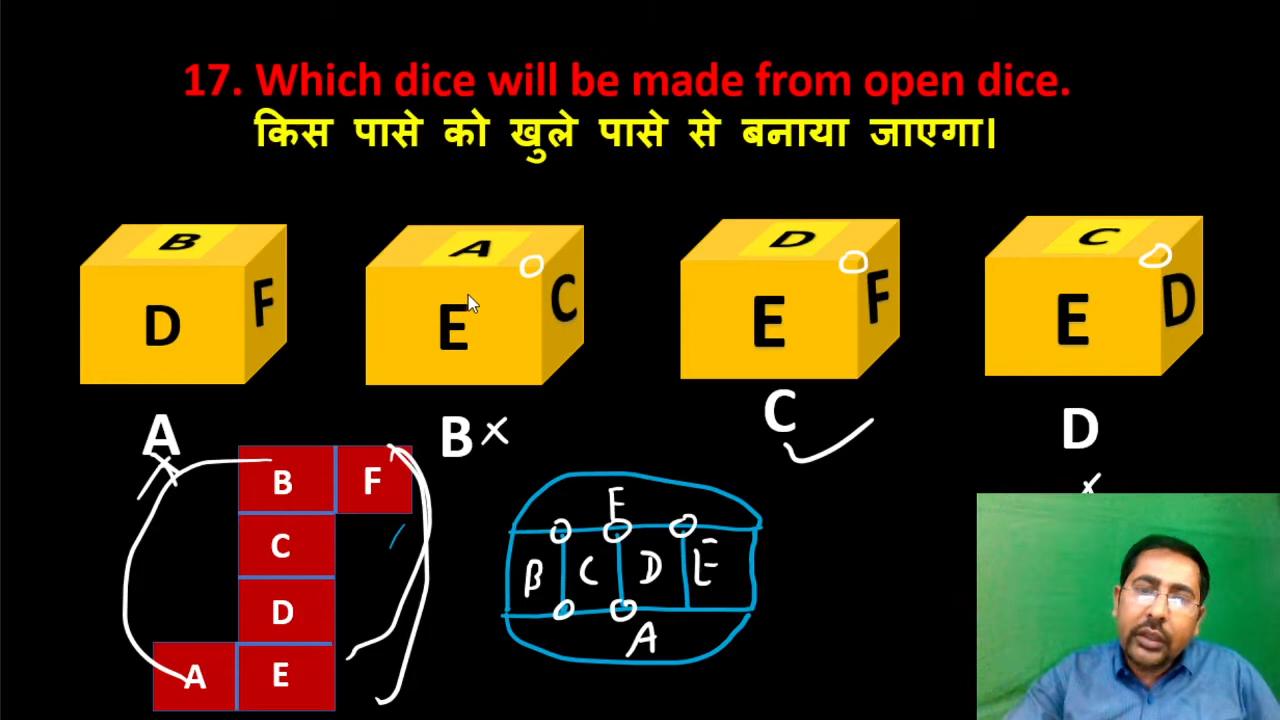 17. Which dice will be made from open dice.
किस पासे को खुले पासे से बनाया जाएगा।
B
D F
A
E C
D
E F
C
E D
A B C D
B F
C
D
A E
E
B C D E
A